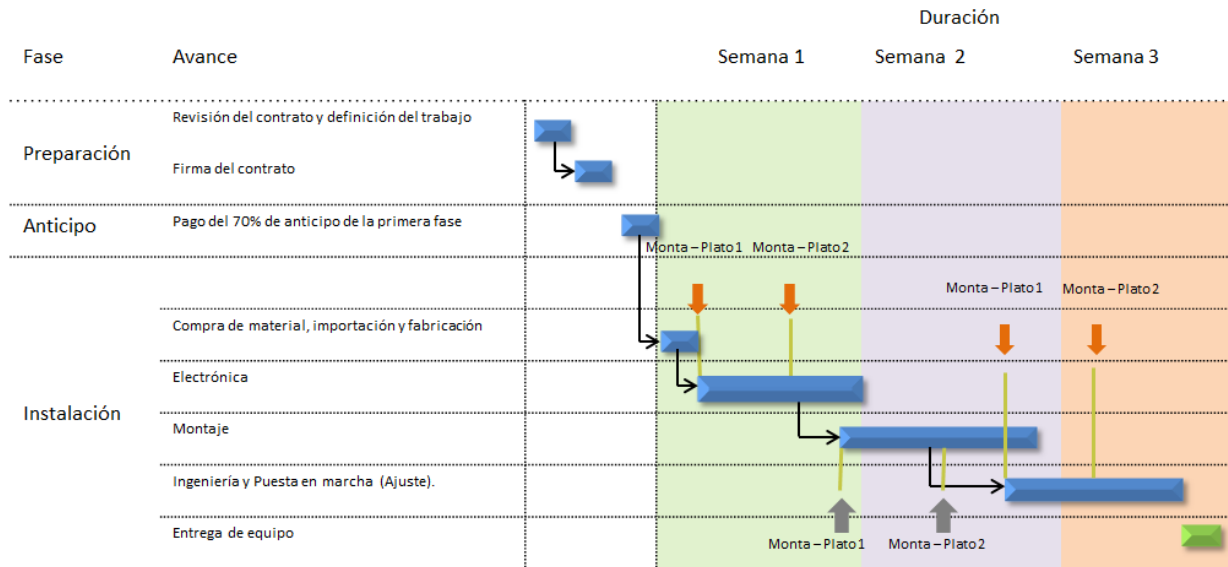 Duración
Fase Avance Semana 1 Semana 2 Semana 3
Revisión del contrato y definición del trabajo
Preparación
Firma del contrato
Anticipo Pago del 70% de anticipo de la primera fase
Monta – Plato 1 Monta – Plato 2
Monta – Plato 1 Monta – Plato 2
Compra de material, importación y fabricación
Electrónica
Instalación
Montaje
Ingeniería y Puesta en marcha (Ajuste).
Entrega de equipo
Monta – Plato 1 Monta – Plato 2